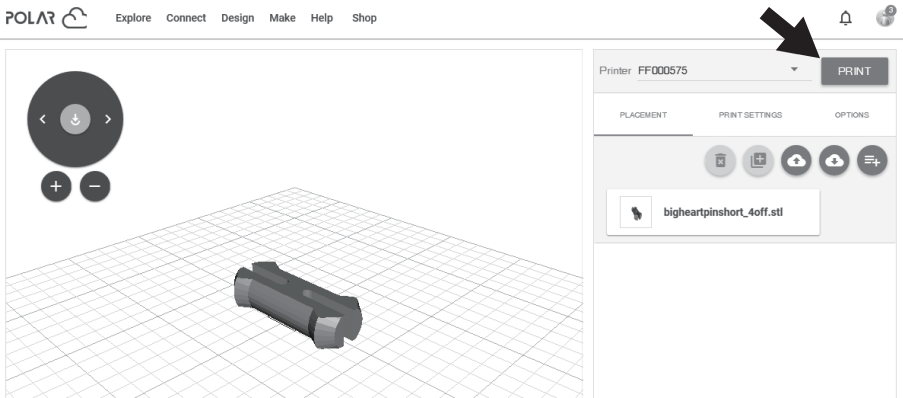 POLAR Explore Connect Design Make Help Shop 3
Printer FF000575 PRINT
PLACEMENT PRINT SETTINGS OPTIONS
bigheartpinshort_4off.stl